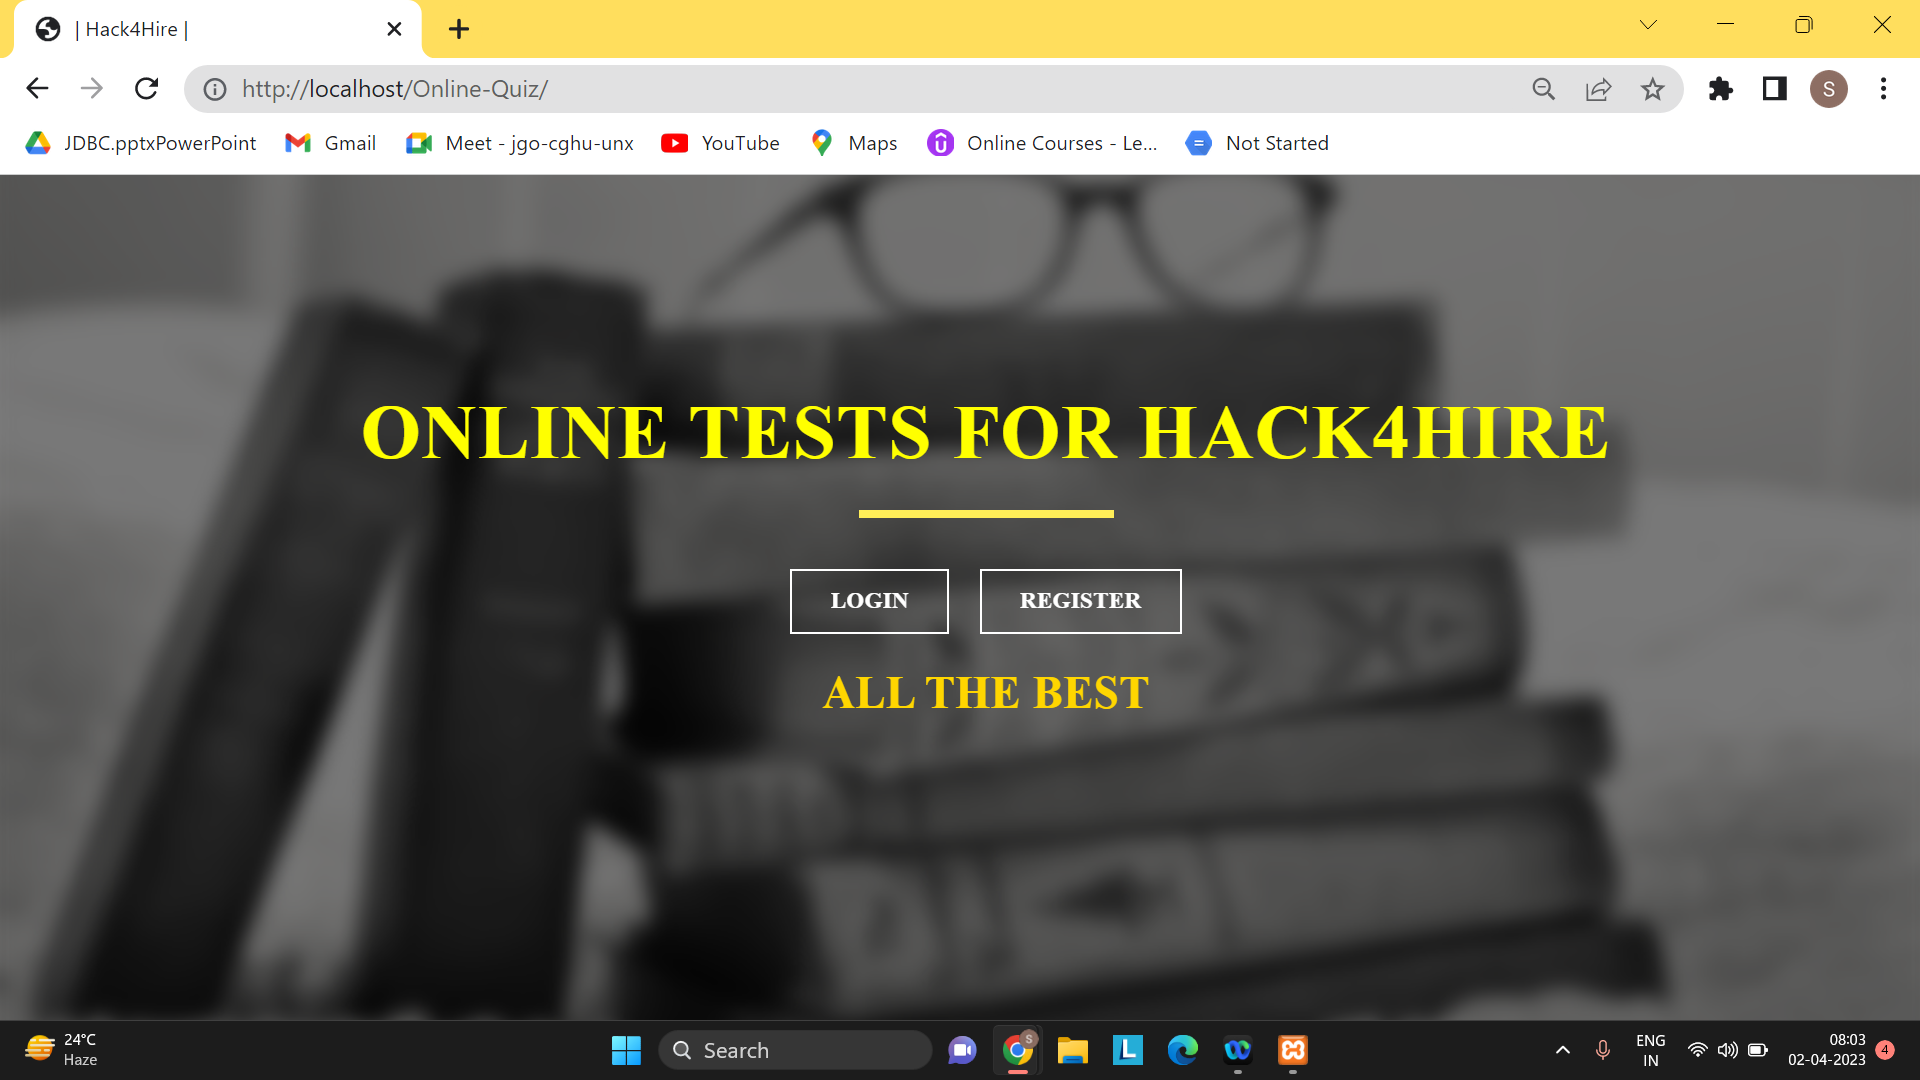 | Hack4Hire |
http://localhost/Online-Quiz/
S
JDBC.pptxPowerPoint
Gmail
Meet - jgo-cghu-unx
YouTube
Maps
Online Courses - Le...
Not Started
ONLINE TESTS FOR HACK4HIRE
LOGIN
REGISTER
ALL THE BEST
24°C
Haze
Search
S
L
ENG
IN
08:03
02-04-2023
4